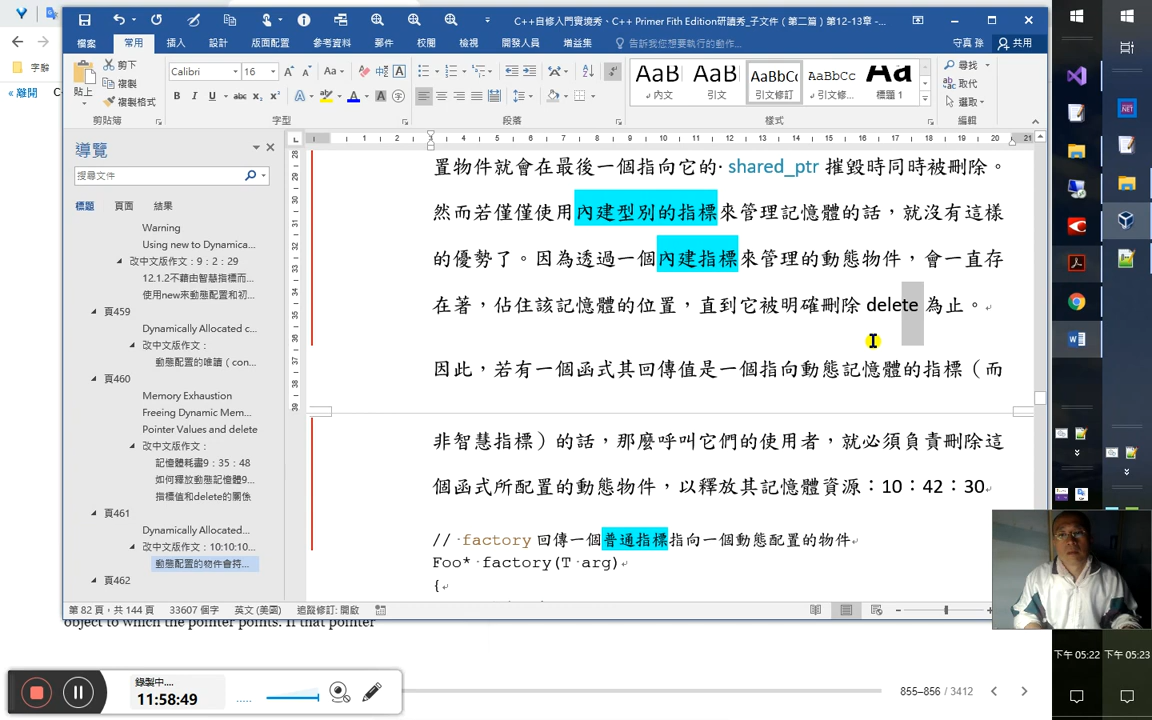 C++自修入門實境秀、C++ Primer Fith Edition研讀秀_子文件（第二篇）第12-13章 -...
檔案 常用 插入 設計 版面配置 參考資料 郵件 校閱 檢視 開發人員 增益集 告訴我您想要執行的動作... 守真 孫 共用
字齡
« 離開
貼上
剪下
複製
複製格式
Calibri 16
剪貼簿 字型 段落 樣式 編輯
AaB AaB AaBbCc AaBbCc Aa
內文 引文 引文修訂 引文修... 標題 1
尋找
取代
選取
導覽
搜尋文件
標題 頁面 結果
Warning
Using new to Dynamica...
改中文版作文：9：2：29
12.1.2不藉由智慧指標而...
使用new來動態配置和初...
頁459
Dynamically Allocated c...
改中文版作文：
動態配置的唯讀（con...
頁460
Memory Exhaustion
Freeing Dynamic Mem...
Pointer Values and delete
改中文版作文：
記憶體耗盡9：35：48
如何釋放動態記憶體9...
指標值和delete的關係
頁461
Dynamically Allocated...
改中文版作文：10:10:10...
動態配置的物件會持...
頁462
置物件就會在最後一個指向它的· shared_ptr 摧毀時同時被刪除。
然而若僅僅使用內建型別的指標來管理記憶體的話，就沒有這樣
的優勢了。因為透過一個內建指標來管理的動態物件，會一直存
在著，佔住該記憶體的位置，直到它被明確刪除 delete 為止。
因此，若有一個函式其回傳值是一個指向動態記憶體的指標（而
非智慧指標）的話，那麼呼叫它們的使用者，就必須負責刪除這
個函式所配置的動態物件，以釋放其記憶體資源：10：42：30
// factory 回傳一個普通指標指向一個動態配置的物件
Foo* factory(T arg)
{
第 82 頁，共 144 頁 33607 個字 英文 (美國) 追蹤修訂: 開啟
object to which the pointer points. If that pointer
錄製中....
11:58:49
855–856 / 3412
下午 05:22 下午 05:23